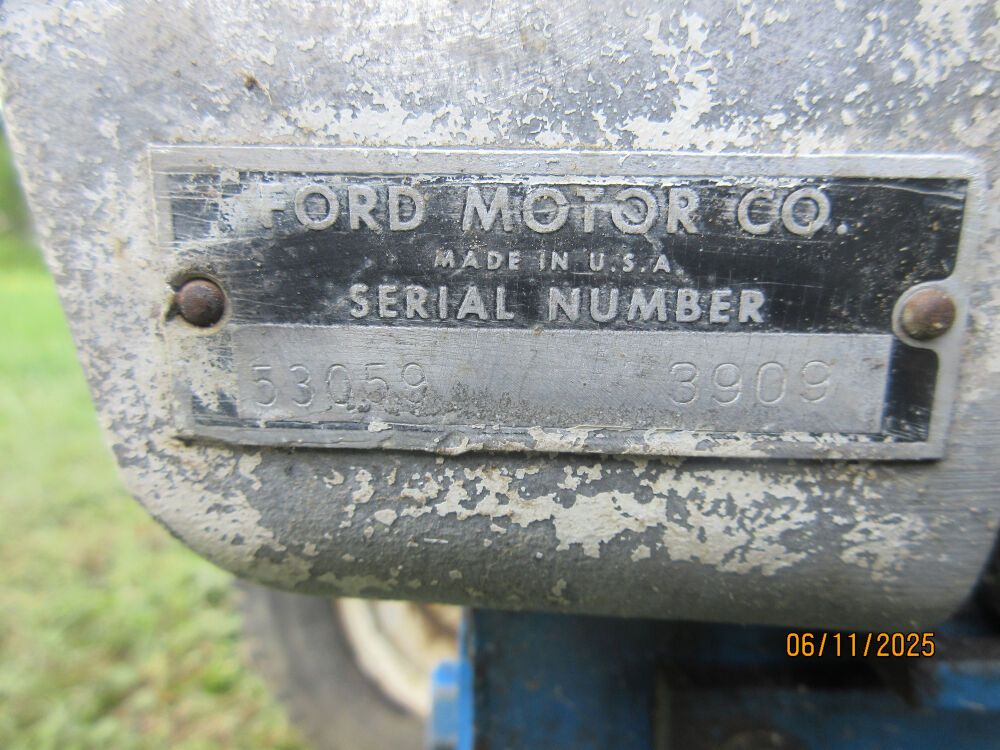 FORD MOTOR CO.
MADE IN U.S.A.
SERIAL NUMBER
53059 3909
06/11/2025